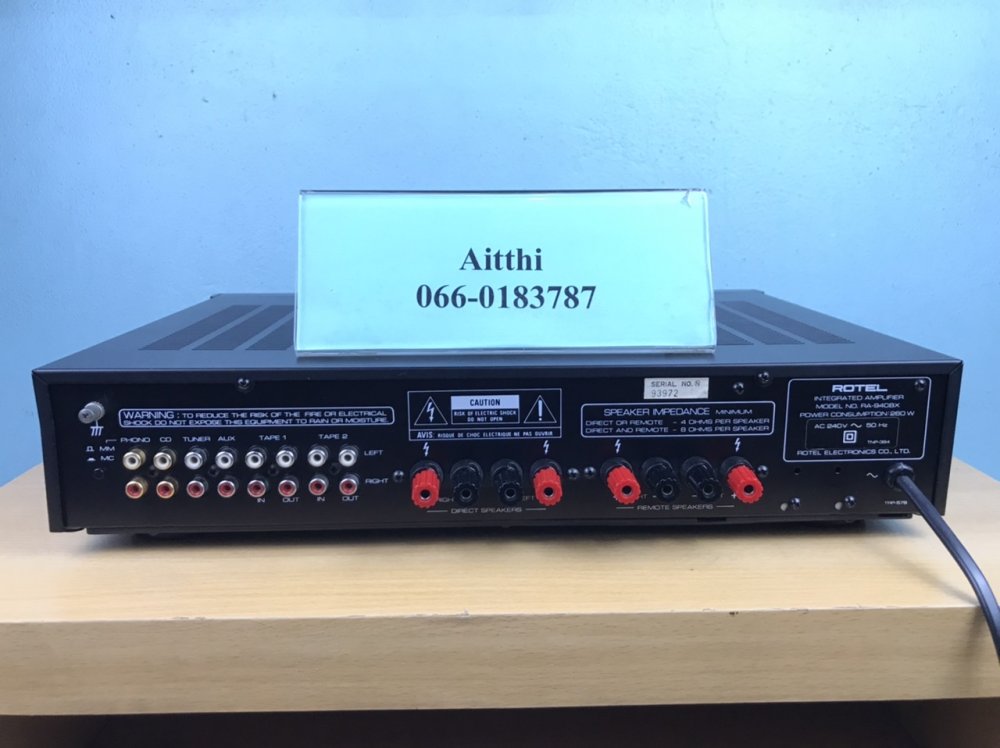 Aitthi
066-0183787
SERIAL NO. N.
93972
ROTEL
INTEGRATED AMPLIFIER
MODEL NO. RA-940BX
POWER CONSUMPTION: 260 W
AC 240V ~ 50 Hz
TNP-394
ROTEL ELECTRONICS CO., LTD.
WARNING : TO REDUCE THE RISK OF THE FIRE OR ELECTRICAL
SHOCK DO NOT EXPOSE THIS EQUIPMENT TO RAIN OR MOISTURE.
CAUTION
RISK OF ELECTRIC SHOCK
DO NOT OPEN
AVIS: RISQUE DE CHOC ELECTRIQUE NE PAS OUVRIR
SPEAKER IMPEDANCE MINIMUM
DIRECT OR REMOTE - 4 OHMS PER SPEAKER
DIRECT AND REMOTE - 8 OHMS PER SPEAKER
PHONO CD TUNER AUX TAPE 1 TAPE 2
MM
MC
LEFT
RIGHT
IN OUT IN OUT
DIRECT SPEAKERS
REMOTE SPEAKERS